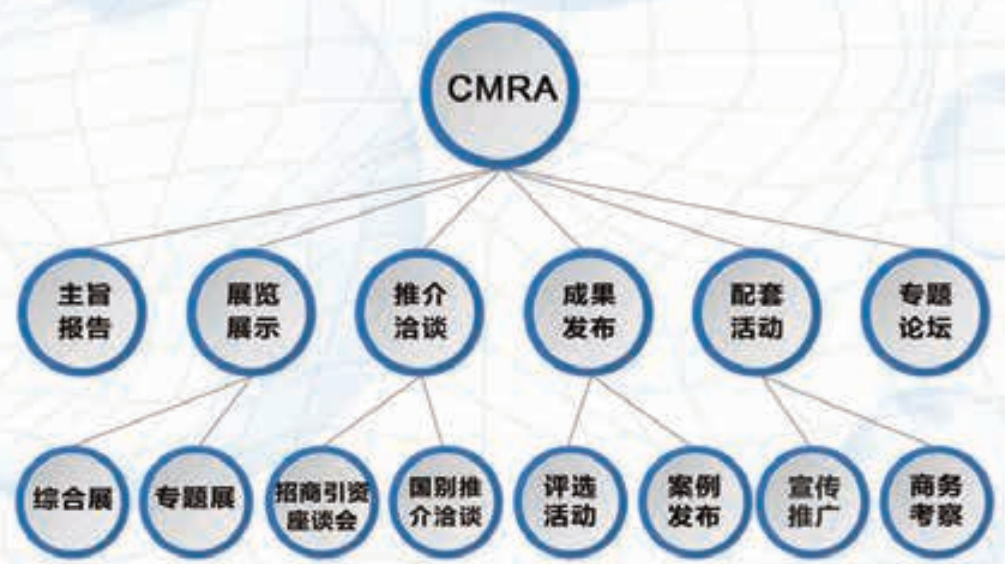 CMRA
主旨
报告
展览
展示
推介
洽谈
成果
发布
配套
活动
专题
论坛
综合展
专题展
招商引资
座谈会
国别推
介洽谈
评选
活动
案例
发布
宣传
推广
商务
考察